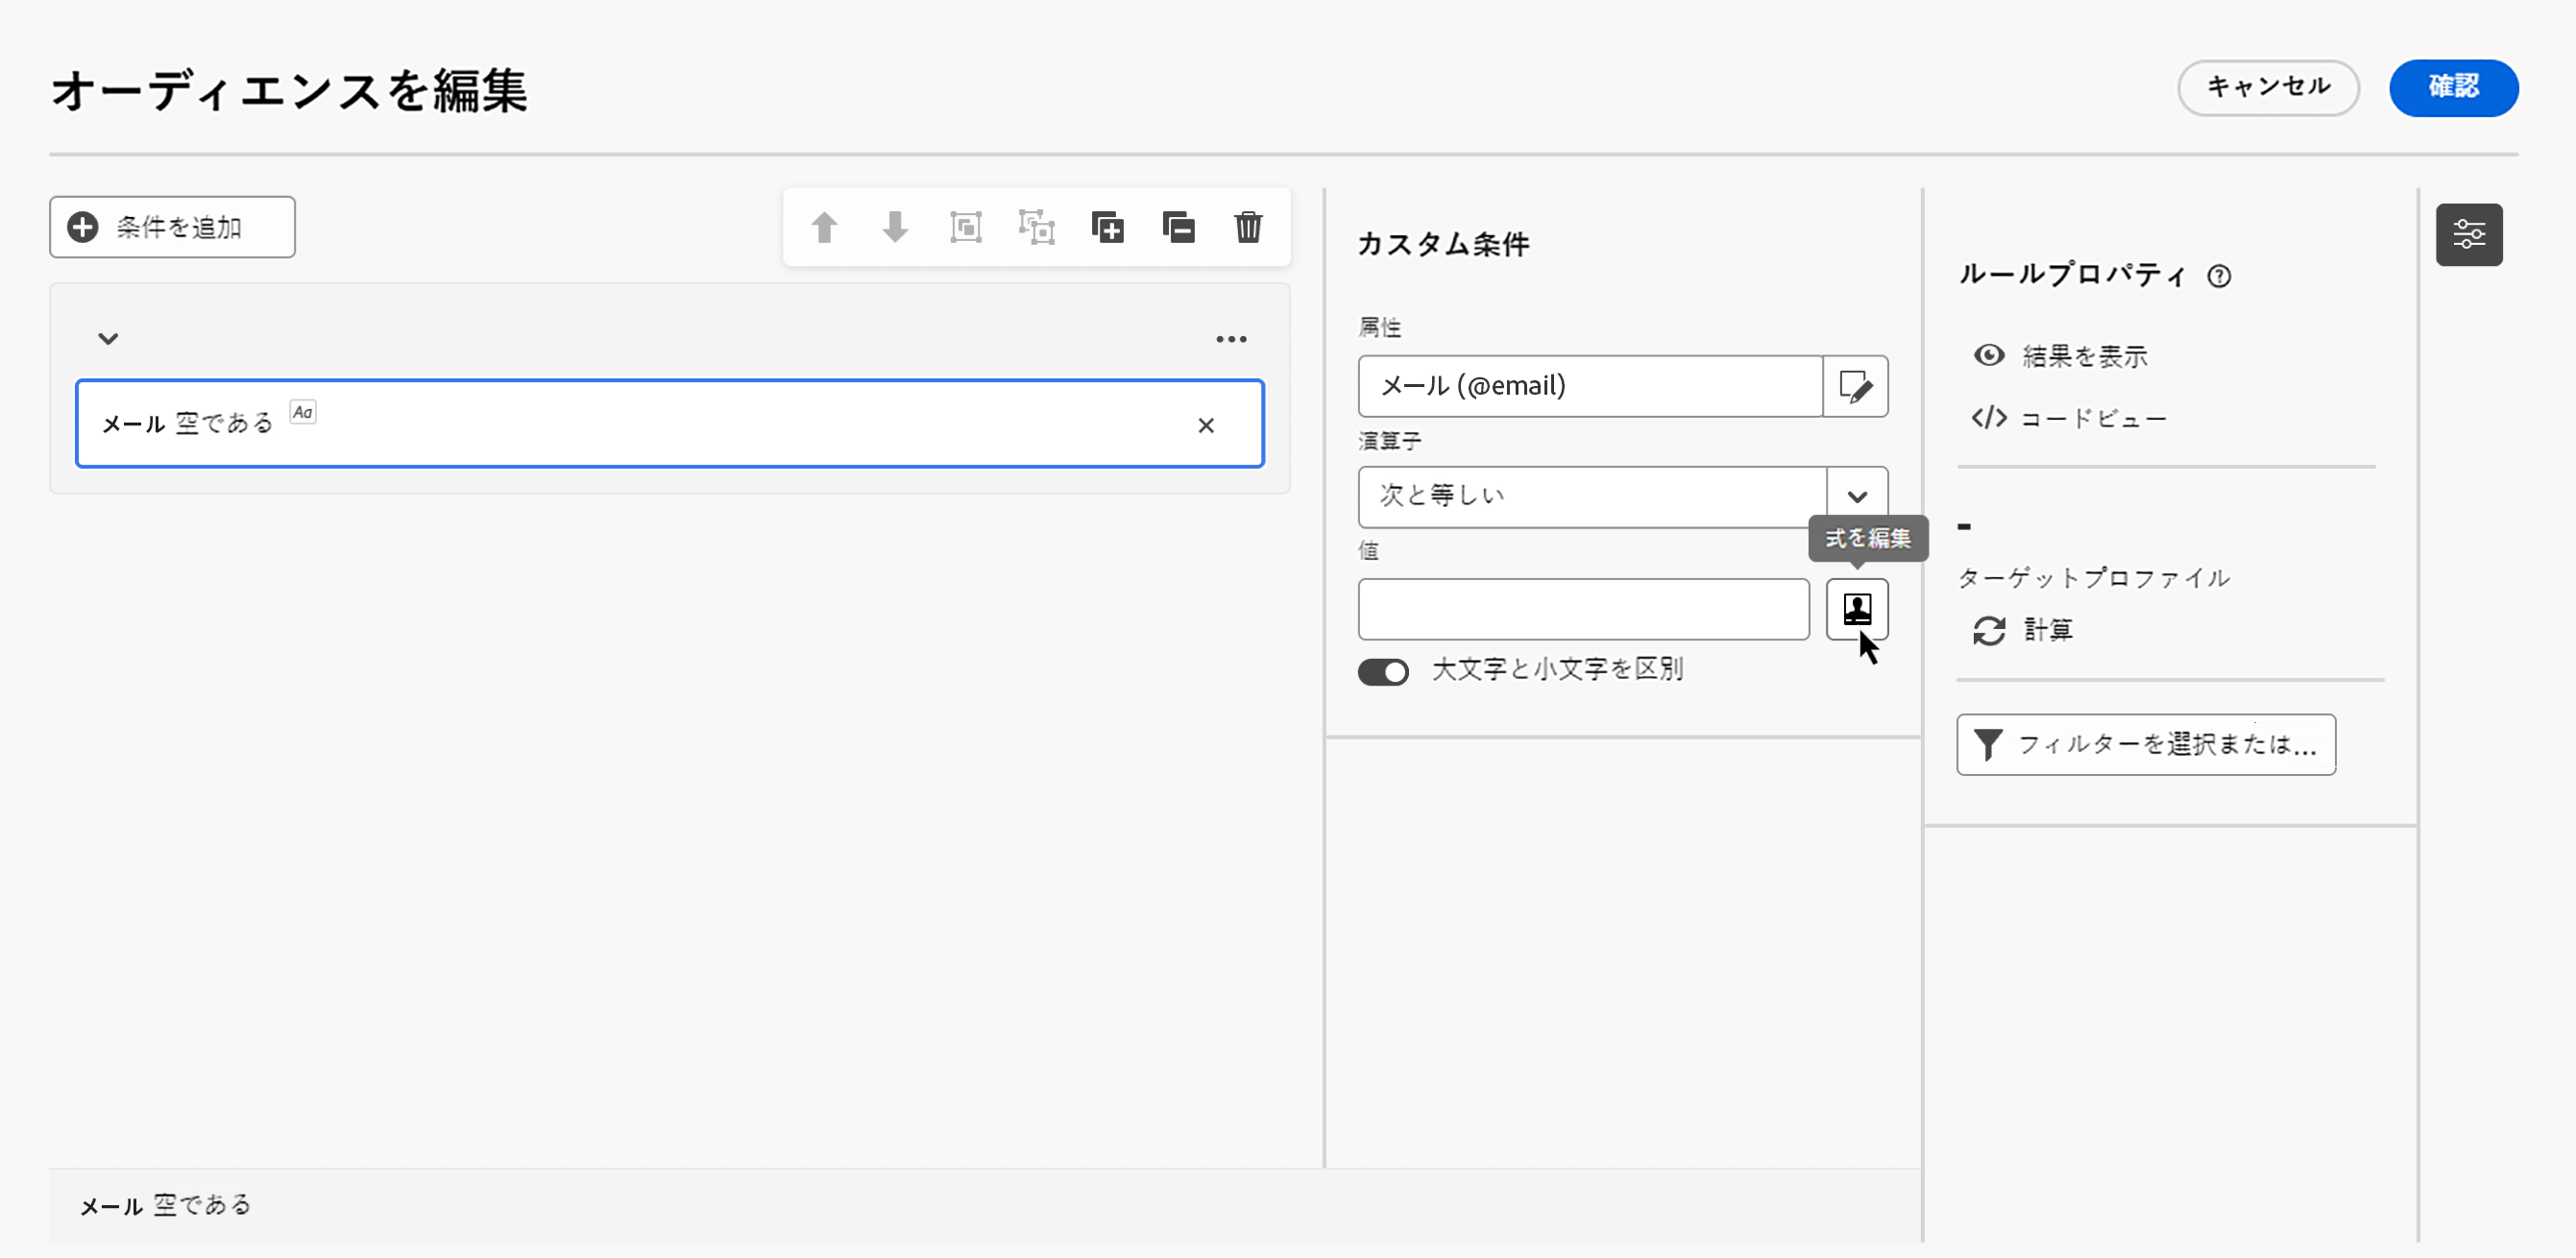 オーディエンスを編集
キャンセル
確認
条件を追加
メール 空である Aa
カスタム条件
属性
メール (@email)
演算子
次と等しい
式を編集
値
大文字と小文字を区別
ルールプロパティ
結果を表示
コードビュー
-
ターゲットプロファイル
計算
フィルターを選択または...
メール 空である